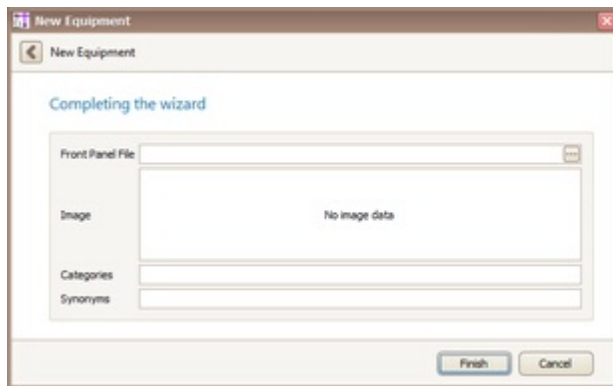 New Equipment
New Equipment
Completing the wizard
Front Panel File
...
Image
No image data
Categories
Synonyms
Finish Cancel